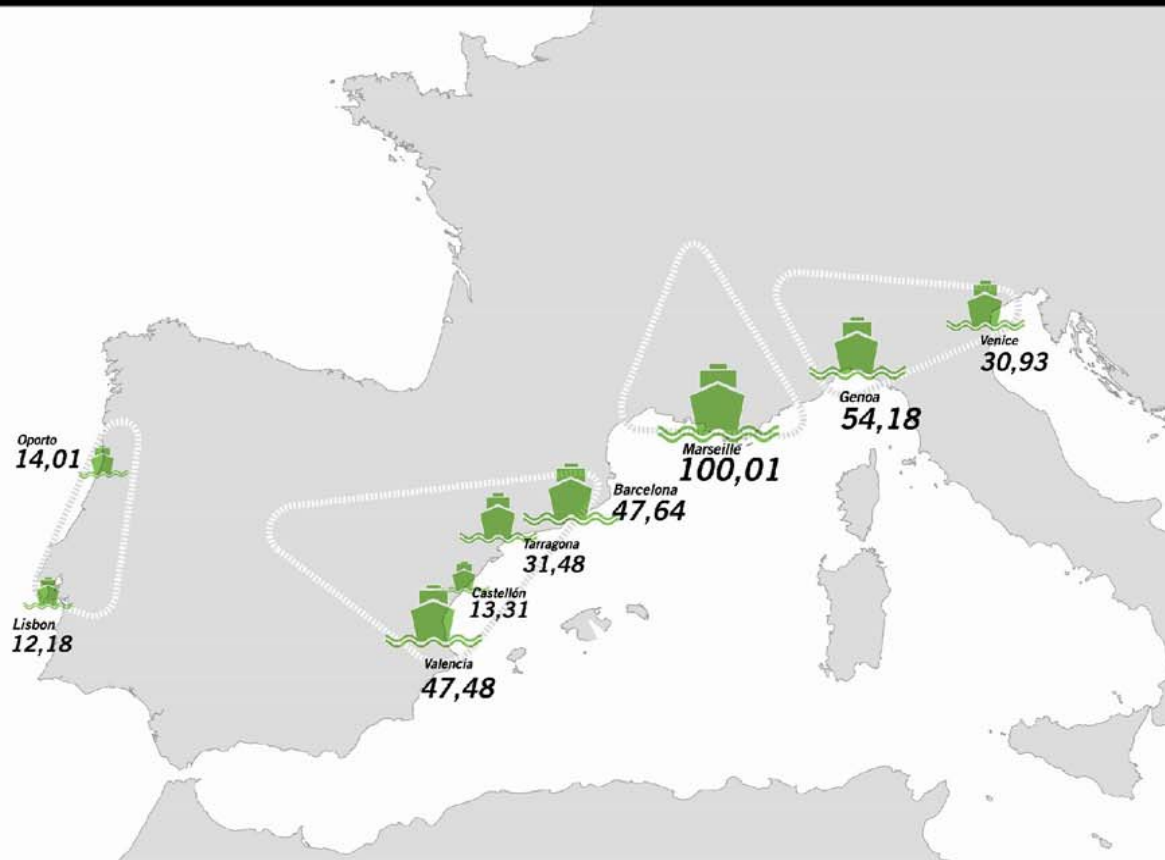 Venice
30,93
Genoa
54,18
Marseille
100,01
Oporto
14,01
Barcelona
47,64
Tarragona
31,48
Castellón
13,31
Lisbon
12,18
Valencia
47,48